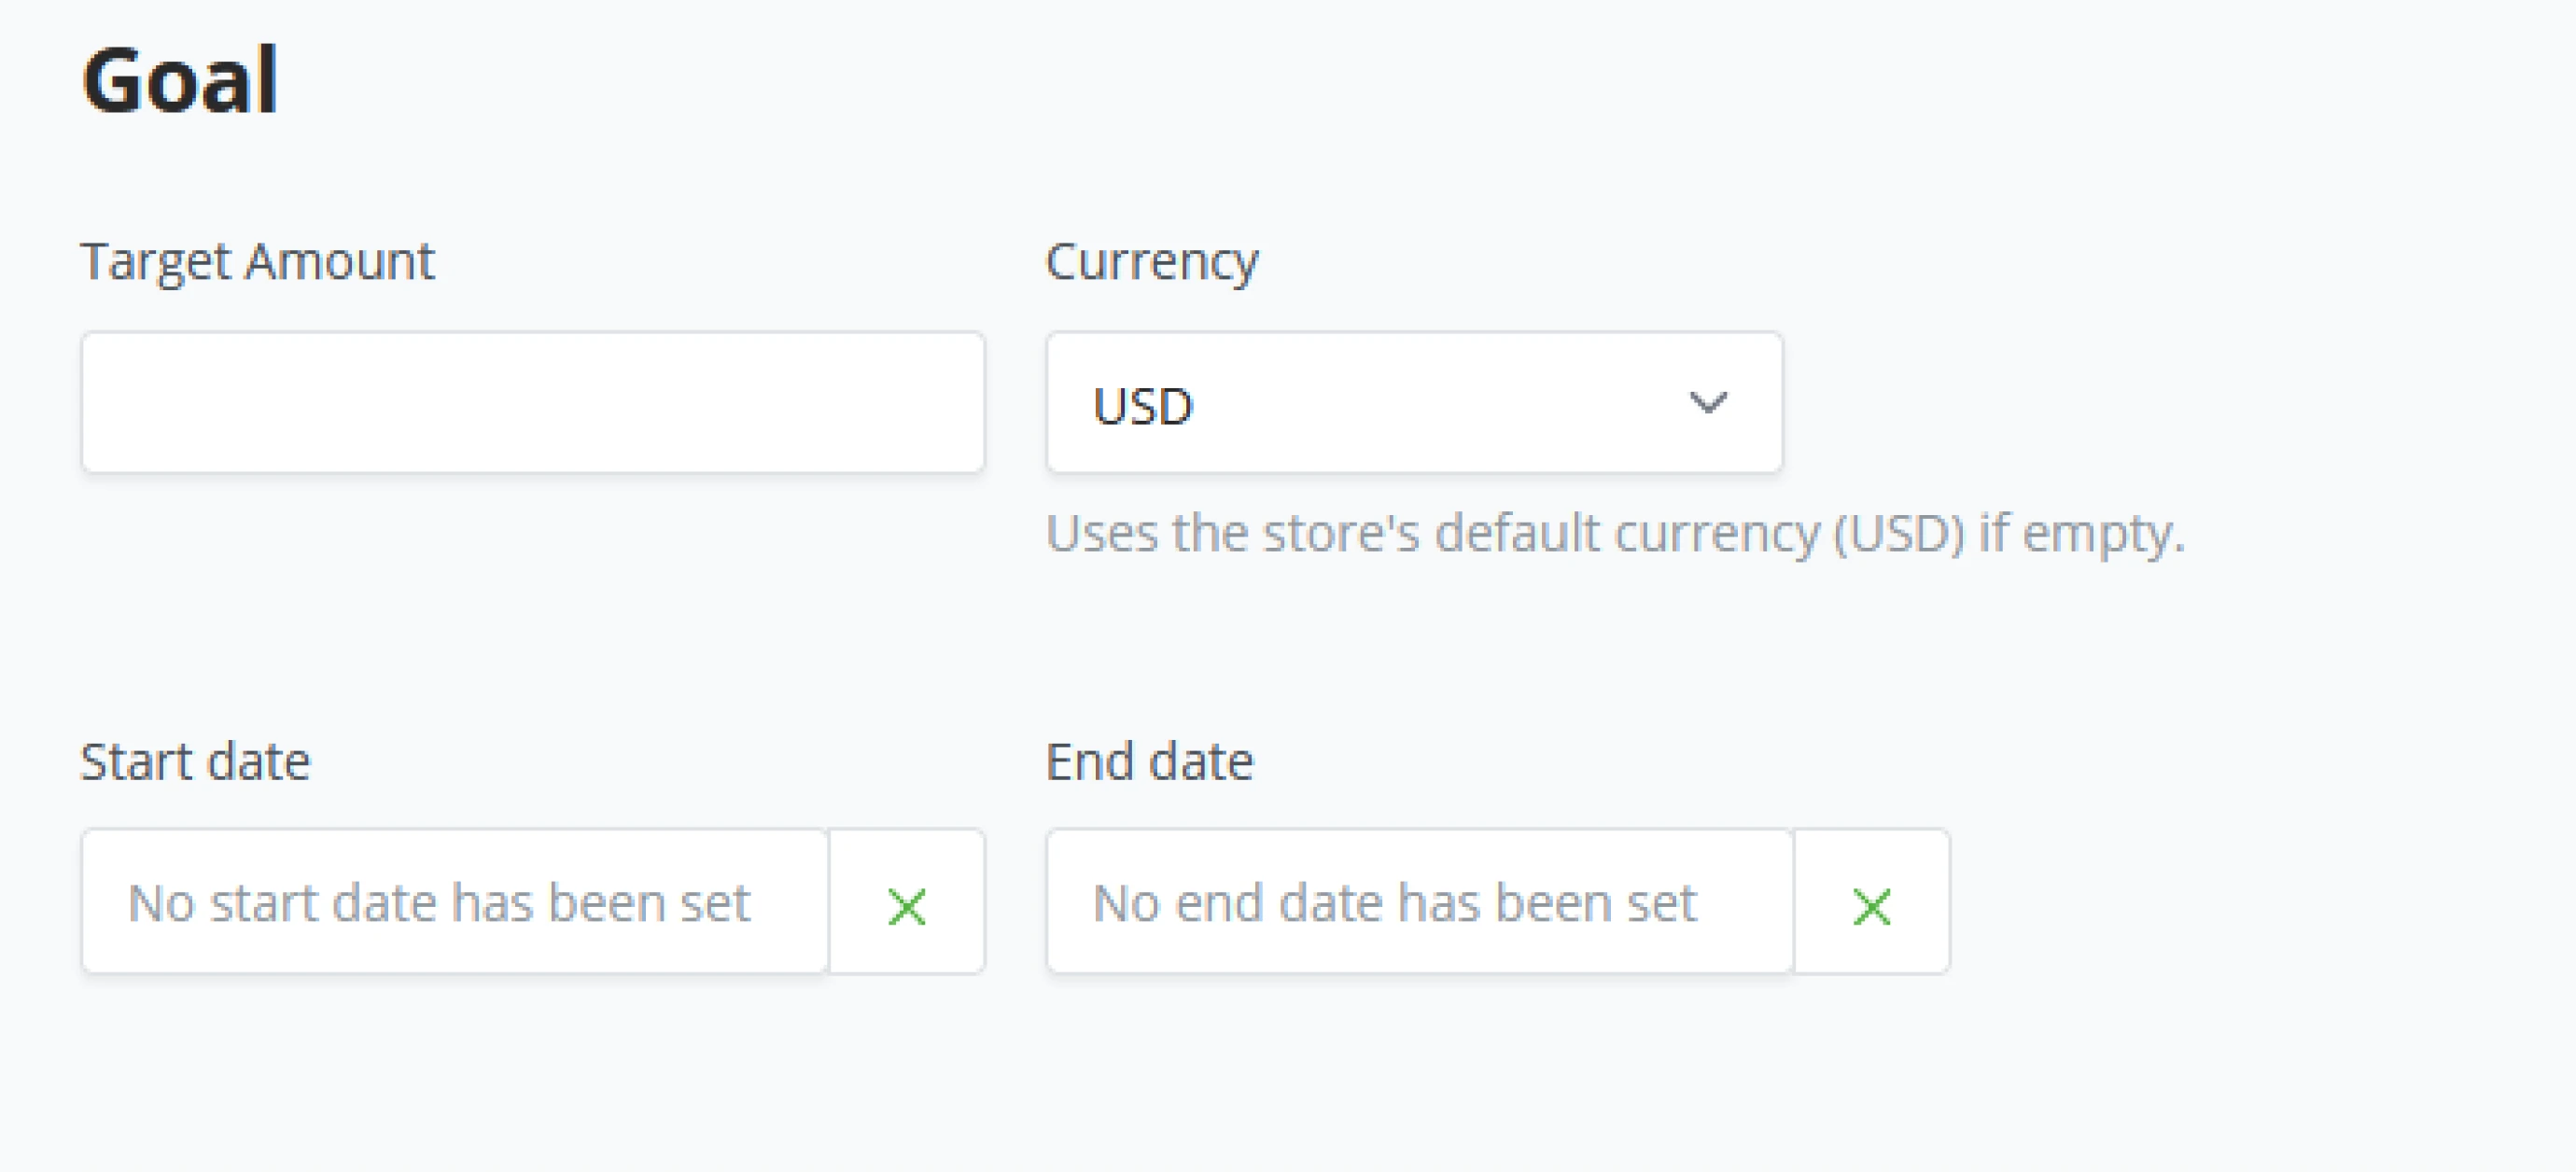 Goal
Target Amount
Currency
USD
Uses the store's default currency (USD) if empty.
Start date
End date
No start date has been set
No end date has been set